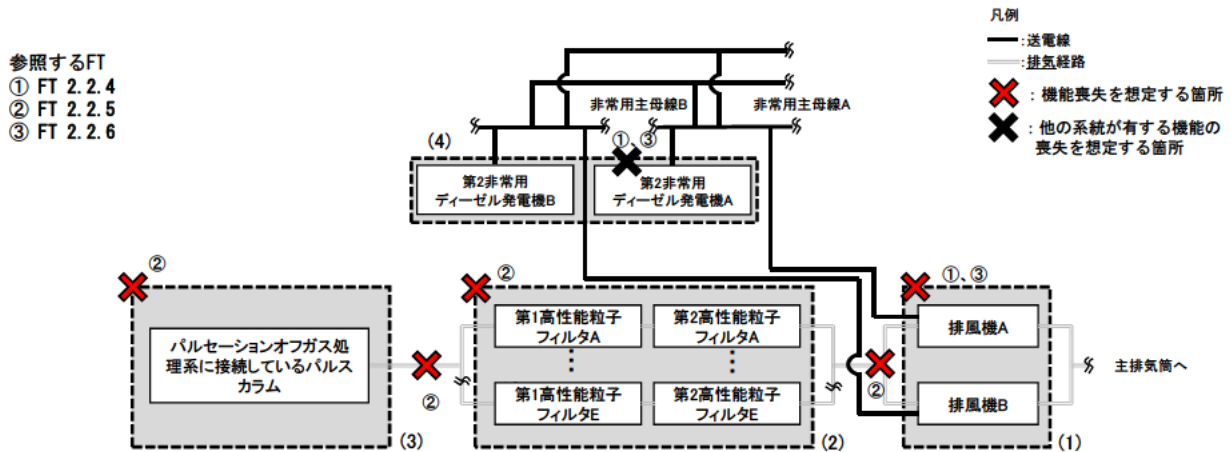 参照するFT
① FT 2.2.4
② FT 2.2.5
③ FT 2.2.6
凡例
:送電線
:排気経路
:機能喪失を想定する箇所
:他の系統が有する機能の
喪失を想定する箇所
非常用主母線B
非常用主母線A
(4)
①、③
第2非常用
ディーゼル発電機B
第2非常用
ディーゼル発電機A
②
パルセーションオフガス処
理系に接続しているパルス
カラム
(3)
②
②
第1高性能粒子
フィルタA
第2高性能粒子
フィルタA
第1高性能粒子
フィルタE
第2高性能粒子
フィルタE
(2)
②
①、③
排風機A
排風機B
(1)
主排気筒へ